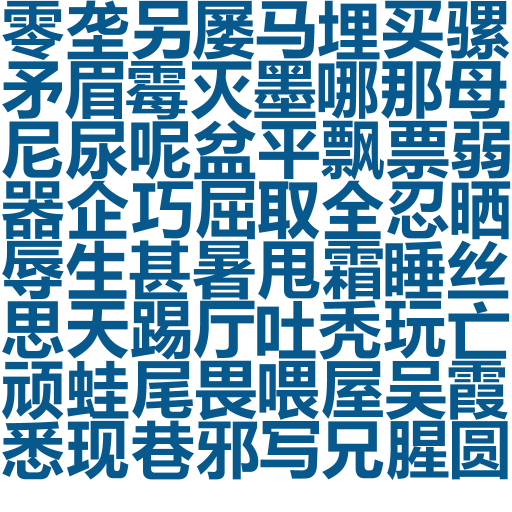 零垄另屡马埋买骡
矛眉霉灭墨哪那母
尼尿呢盆平飘票弱
器企巧屈取全忍晒
辱生甚暑甩霜睡丝
思天踢厅吐秃玩亡
顽蛙尾畏喂屋吴霞
悉现巷邪写兄腥圆